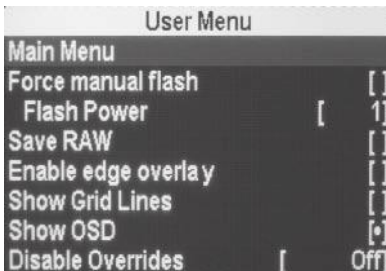 User Menu
Main Menu
Force manual flash [ ]
Flash Power [ 1]
Save RAW [ ]
Enable edge overlay [ ]
Show Grid Lines [ ]
Show OSD [•]
Disable Overrides [ Off]